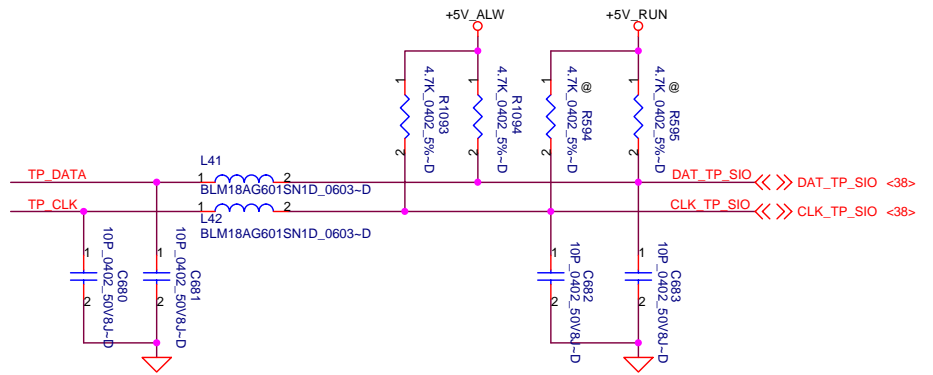 +5V_ALW
+5V_RUN
1
4.7K_0402_5%~D
R1093
2
1
4.7K_0402_5%~D
R1094
2
1
4.7K_0402_5%~D
@
R594
2
1
4.7K_0402_5%~D
@
R595
2
L41
TP_DATA
1
2
DAT_TP_SIO
DAT_TP_SIO <38>
BLM18AG601SN1D_0603~D
TP_CLK
1
2
CLK_TP_SIO
CLK_TP_SIO <38>
L42
BLM18AG601SN1D_0603~D
1
10P_0402_50V8J~D
C680
2
1
10P_0402_50V8J~D
C681
2
1
10P_0402_50V8J~D
C682
2
1
10P_0402_50V8J~D
C683
2